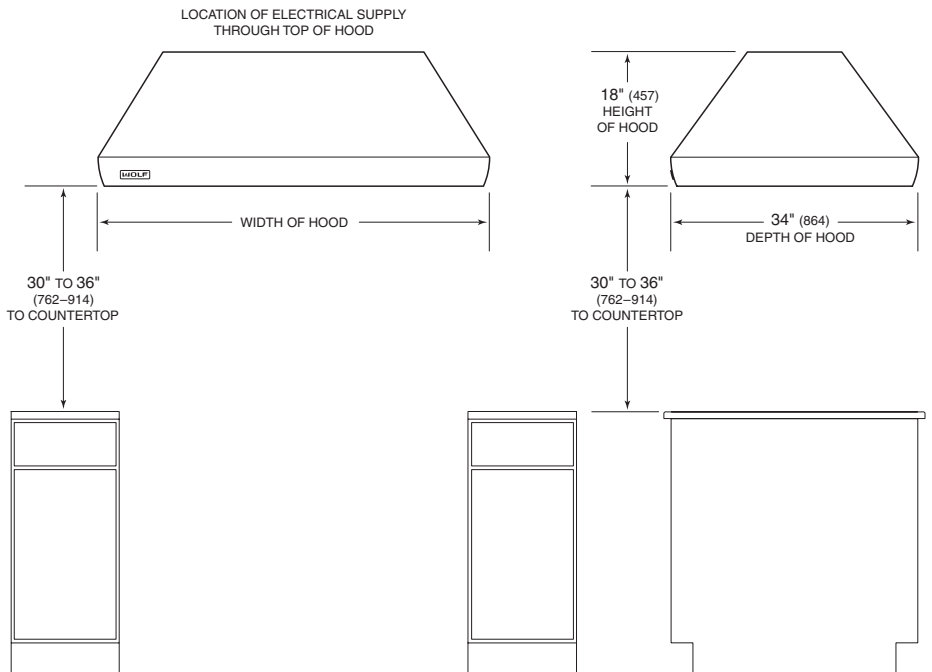 LOCATION OF ELECTRICAL SUPPLY
THROUGH TOP OF HOOD
18" (457)
HEIGHT
OF HOOD
WOLF
WIDTH OF HOOD
34" (864)
DEPTH OF HOOD
30" TO 36"
(762–914)
TO COUNTERTOP
30" TO 36"
(762–914)
TO COUNTERTOP